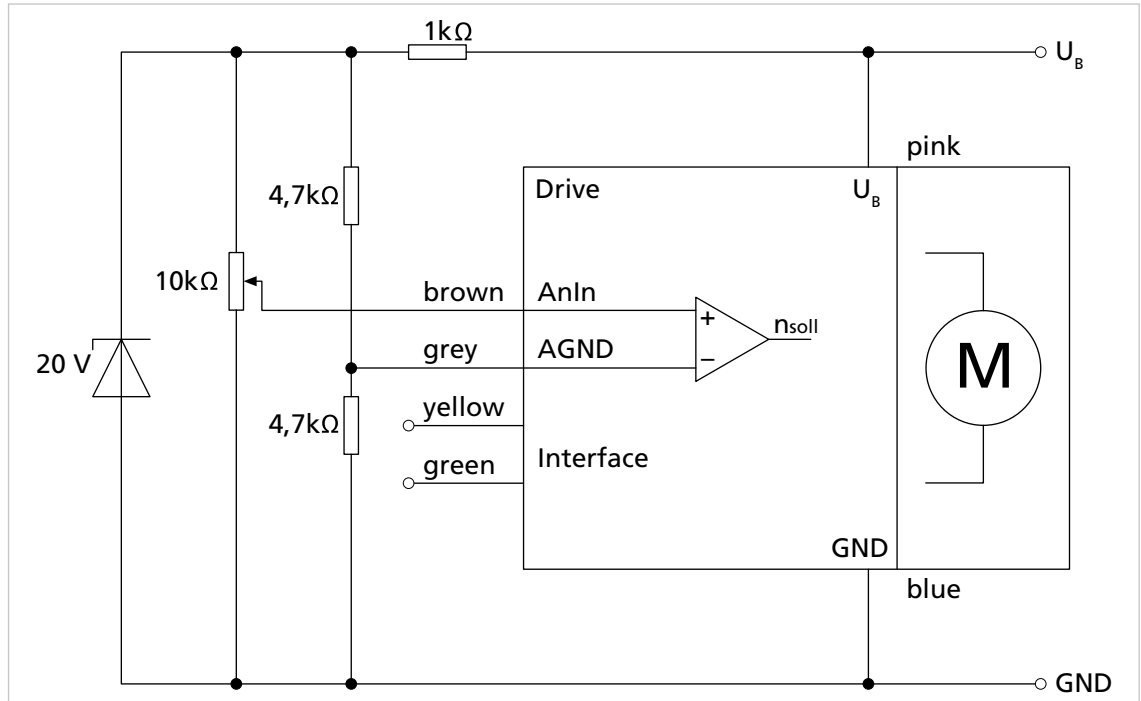 1kΩ
U_B
pink
Drive
U_B
4,7kΩ
10kΩ
brown
AnIn
+
n_soll
grey
AGND
−
M
20 V
yellow
4,7kΩ
green
Interface
GND
blue
GND